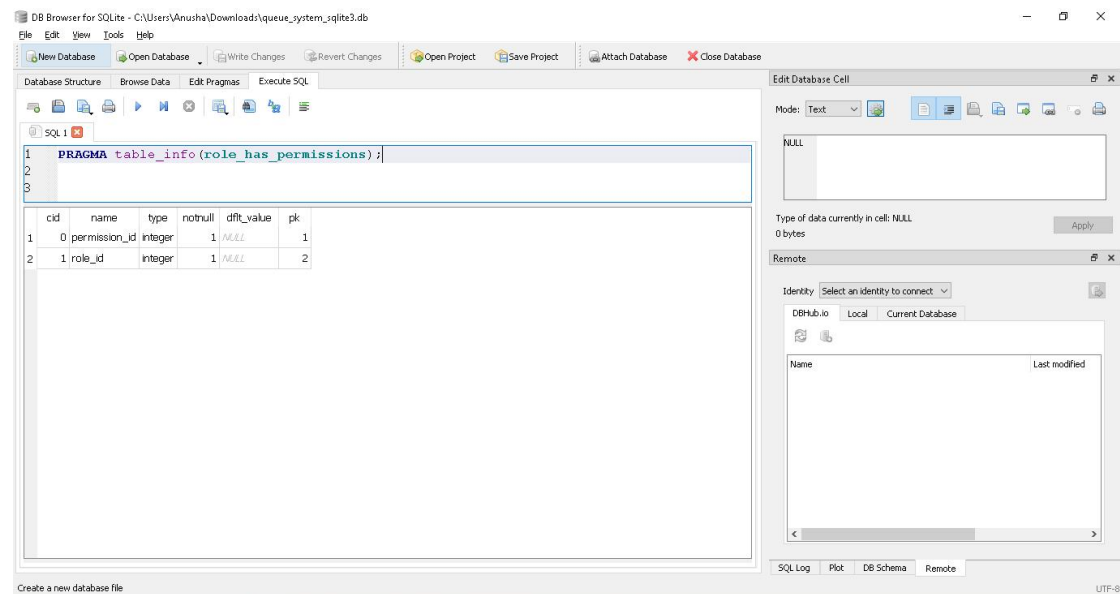 DB Browser for SQLite - C:\Users\Anusha\Downloads\queue_system_sqlite3.db
File Edit View Tools Help
New Database Open Database Write Changes Revert Changes Open Project Save Project Attach Database Close Database
Database Structure Browse Data Edit Pragmas Execute SQL
SQL 1
1 PRAGMA table_info(role_has_permissions);
2
3
cid name type notnull dflt_value pk
1 0 permission_id integer 1 NULL 1
2 1 role_id integer 1 NULL 2
Edit Database Cell
Mode: Text
NULL
Type of data currently in cell: NULL
0 bytes
Apply
Remote
Identity Select an identity to connect
DBHub.io Local Current Database
Name Last modified
SQL Log Plot DB Schema Remote
Create a new database file
UTF-8